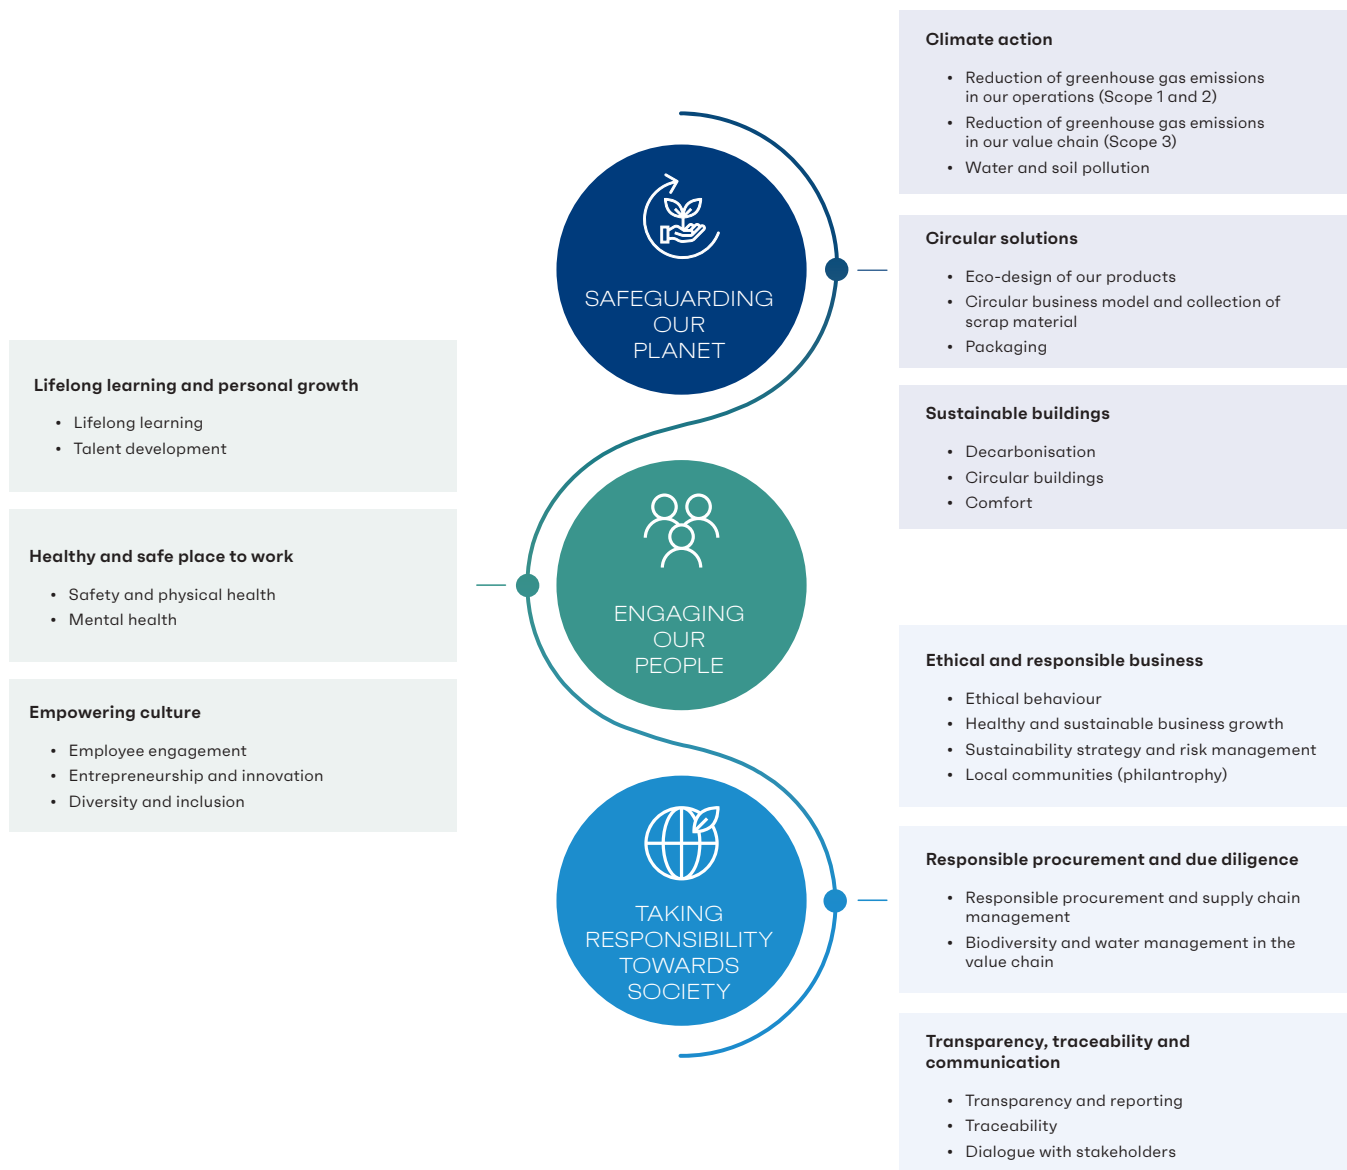 SAFEGUARDING
OUR
PLANET
Climate action
• Reduction of greenhouse gas emissions
in our operations (Scope 1 and 2)
• Reduction of greenhouse gas emissions
in our value chain (Scope 3)
• Water and soil pollution
Circular solutions
• Eco-design of our products
• Circular business model and collection of
scrap material
• Packaging
Sustainable buildings
• Decarbonisation
• Circular buildings
• Comfort
ENGAGING
OUR
PEOPLE
Lifelong learning and personal growth
• Lifelong learning
• Talent development
Healthy and safe place to work
• Safety and physical health
• Mental health
Empowering culture
• Employee engagement
• Entrepreneurship and innovation
• Diversity and inclusion
TAKING
RESPONSIBILITY
TOWARDS
SOCIETY
Ethical and responsible business
• Ethical behaviour
• Healthy and sustainable business growth
• Sustainability strategy and risk management
• Local communities (philantrophy)
Responsible procurement and due diligence
• Responsible procurement and supply chain
management
• Biodiversity and water management in the
value chain
Transparency, traceability and
communication
• Transparency and reporting
• Traceability
• Dialogue with stakeholders